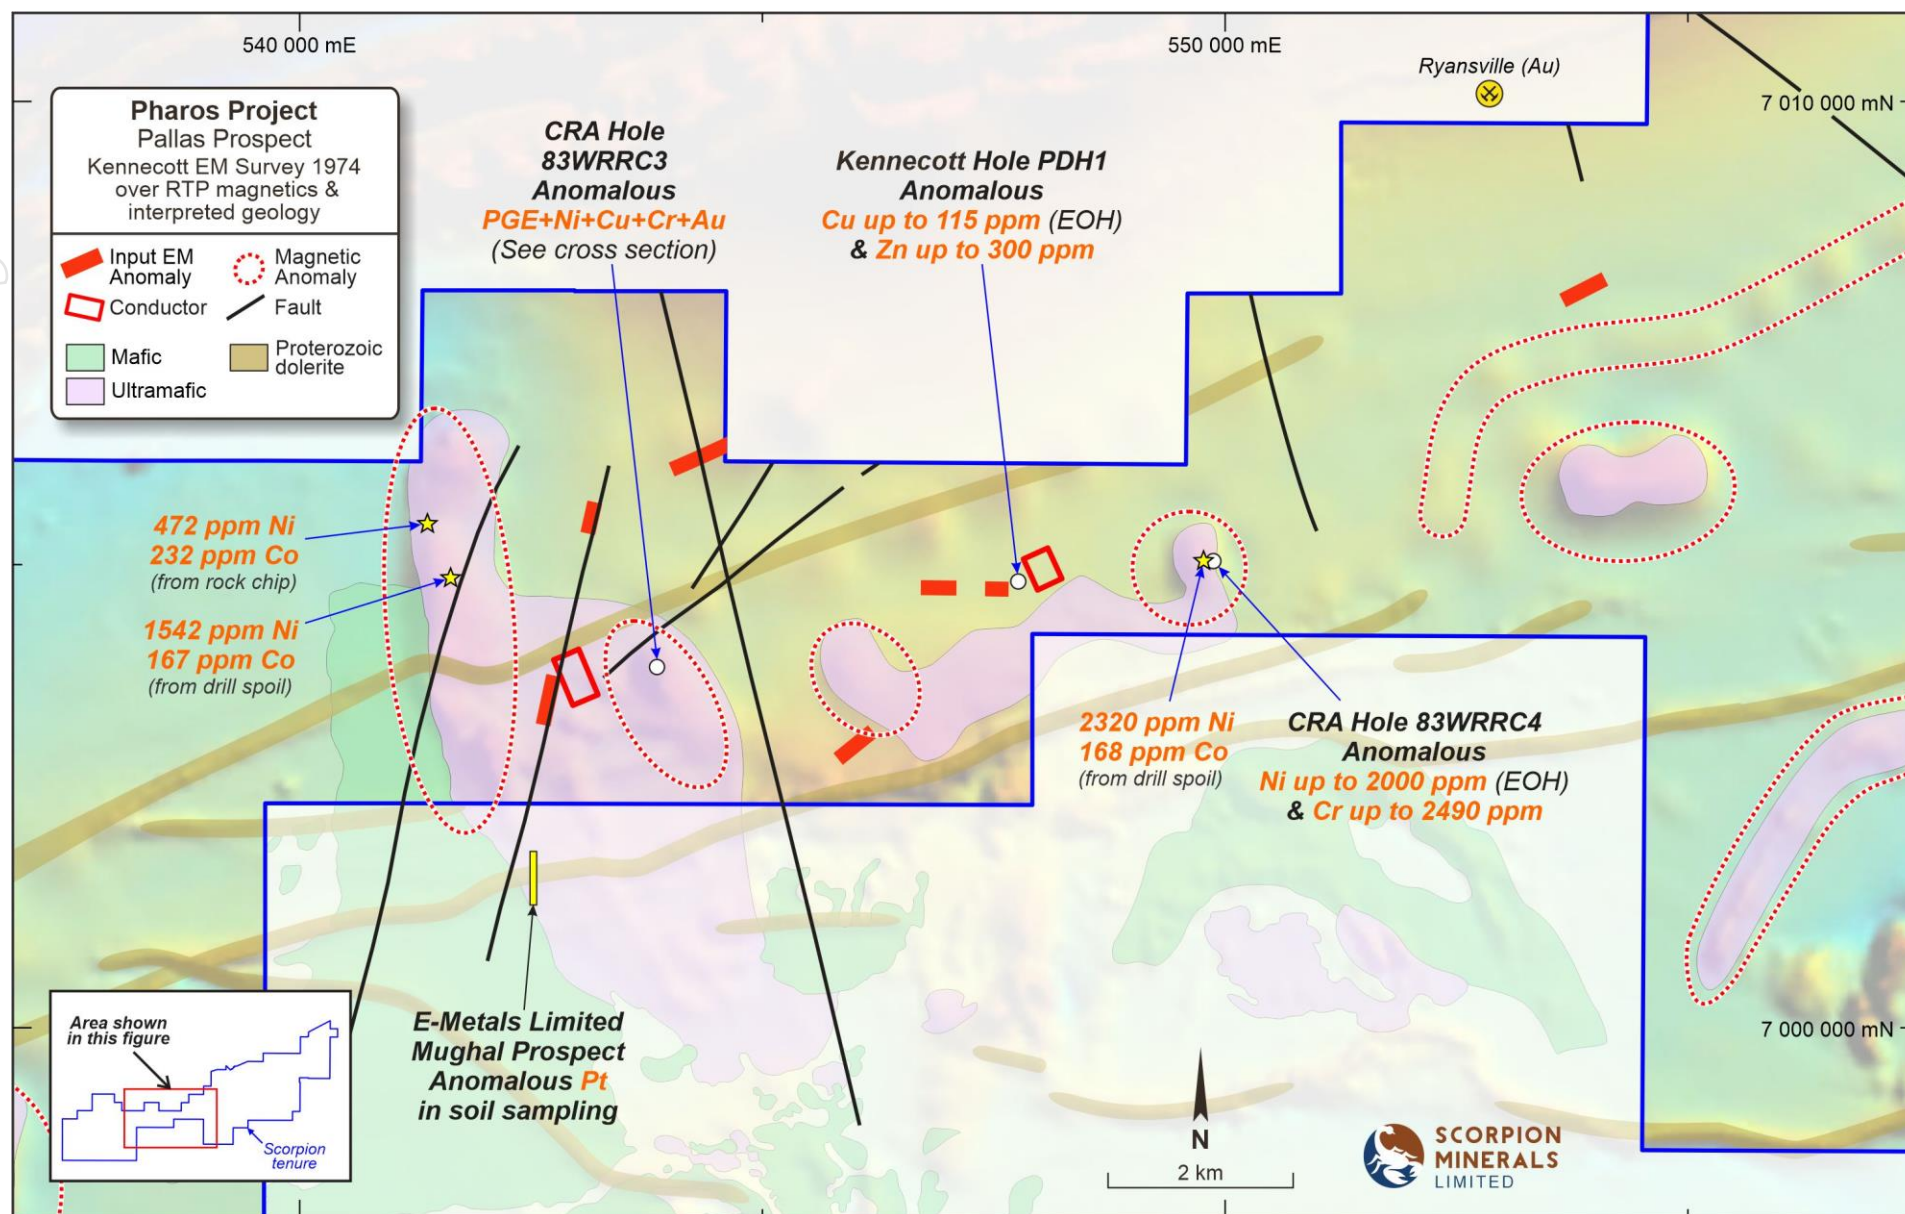 540 000 mE
550 000 mE
Ryansville (Au)
7 010 000 mN
Pharos Project
Pallas Prospect
Kennecott EM Survey 1974
over RTP magnetics &
interpreted geology
Input EM
Anomaly
Magnetic
Anomaly
Conductor
Fault
Mafic
Proterozoic
dolerite
Ultramafic
CRA Hole
83WRRC3
Anomalous
PGE+Ni+Cu+Cr+Au
(See cross section)
Kennecott Hole PDH1
Anomalous
Cu up to 115 ppm (EOH)
& Zn up to 300 ppm
472 ppm Ni
232 ppm Co
(from rock chip)
1542 ppm Ni
167 ppm Co
(from drill spoil)
2320 ppm Ni
168 ppm Co
(from drill spoil)
CRA Hole 83WRRC4
Anomalous
Ni up to 2000 ppm (EOH)
& Cr up to 2490 ppm
E-Metals Limited
Mughal Prospect
Anomalous Pt
in soil sampling
7 000 000 mN
Area shown
in this figure
Scorpion
tenure
N
2 km
SCORPION
MINERALS
LIMITED